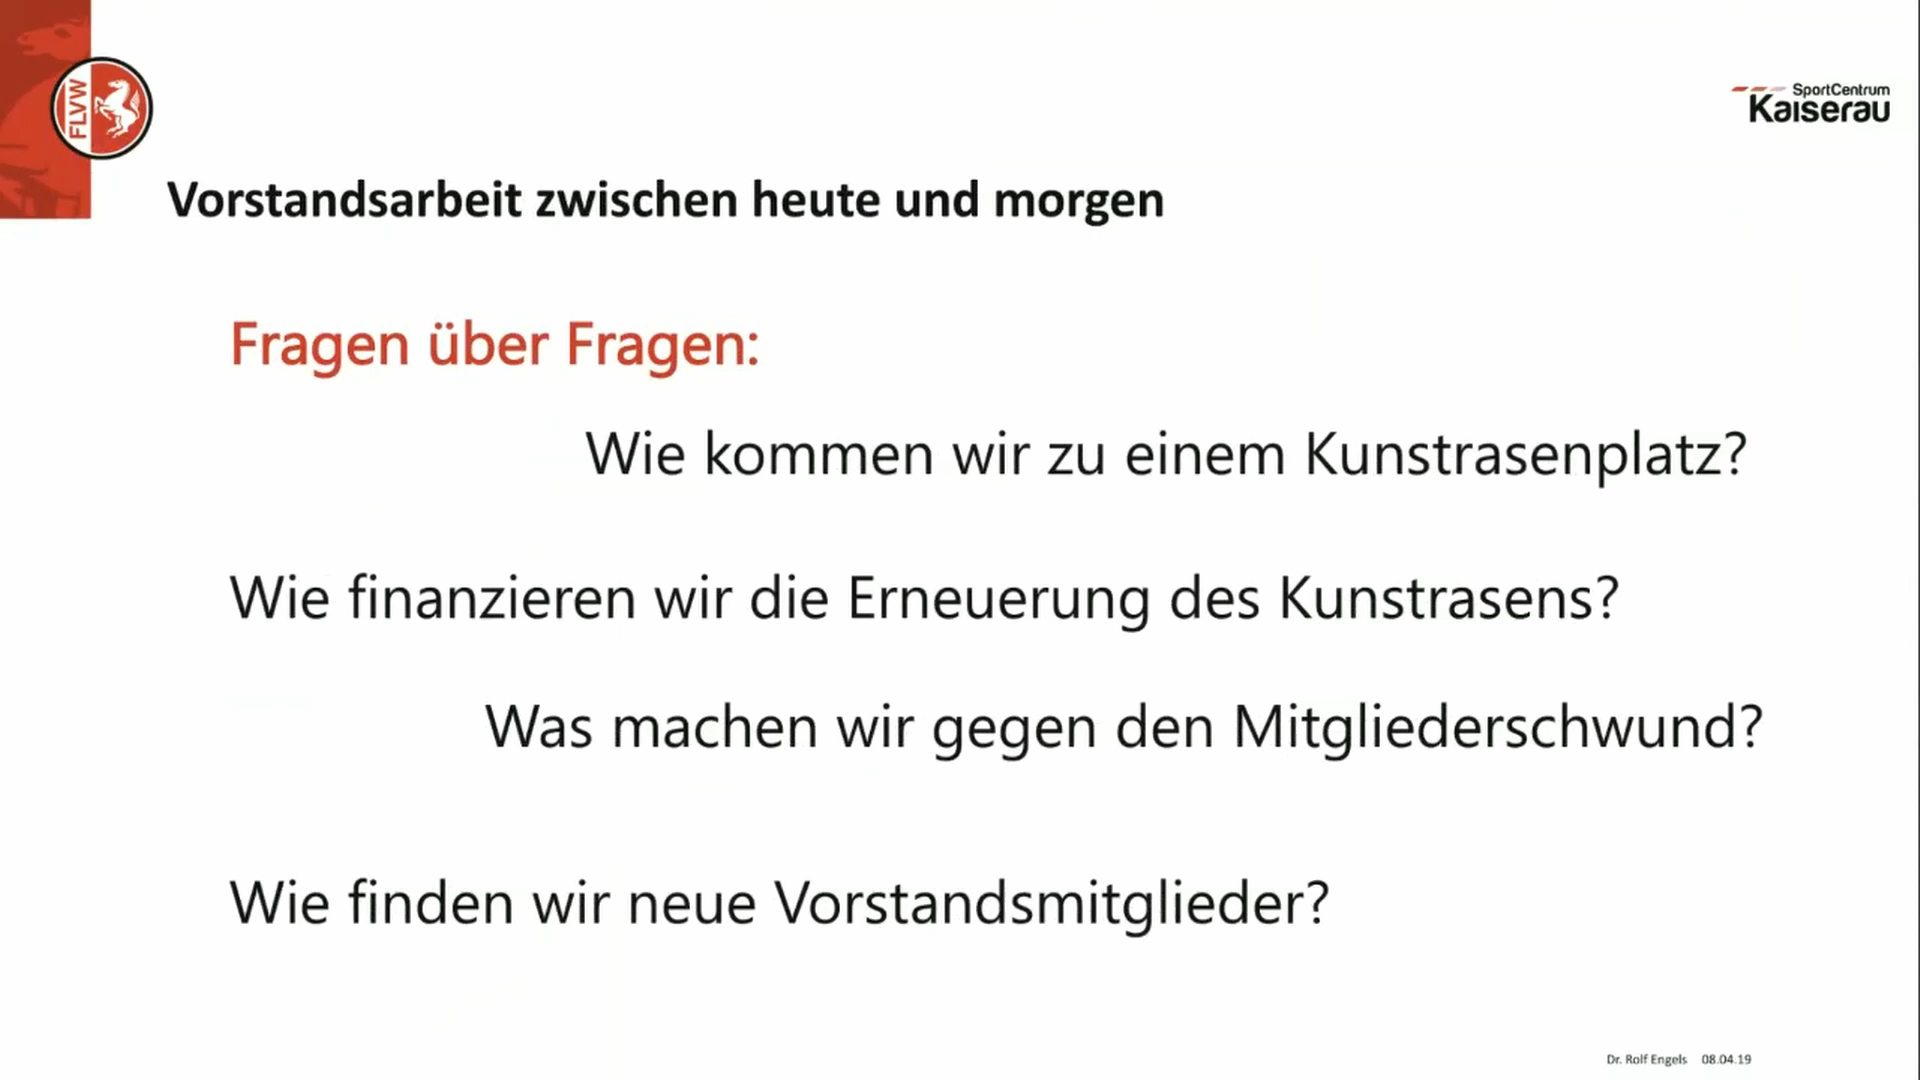 FLVW
SportCentrum
Kaiserau
Vorstandsarbeit zwischen heute und morgen
Fragen über Fragen:
Wie kommen wir zu einem Kunstrasenplatz?
Wie finanzieren wir die Erneuerung des Kunstrasens?
Was machen wir gegen den Mitgliederschwund?
Wie finden wir neue Vorstandsmitglieder?
Dr. Rolf Engels 08.04.19